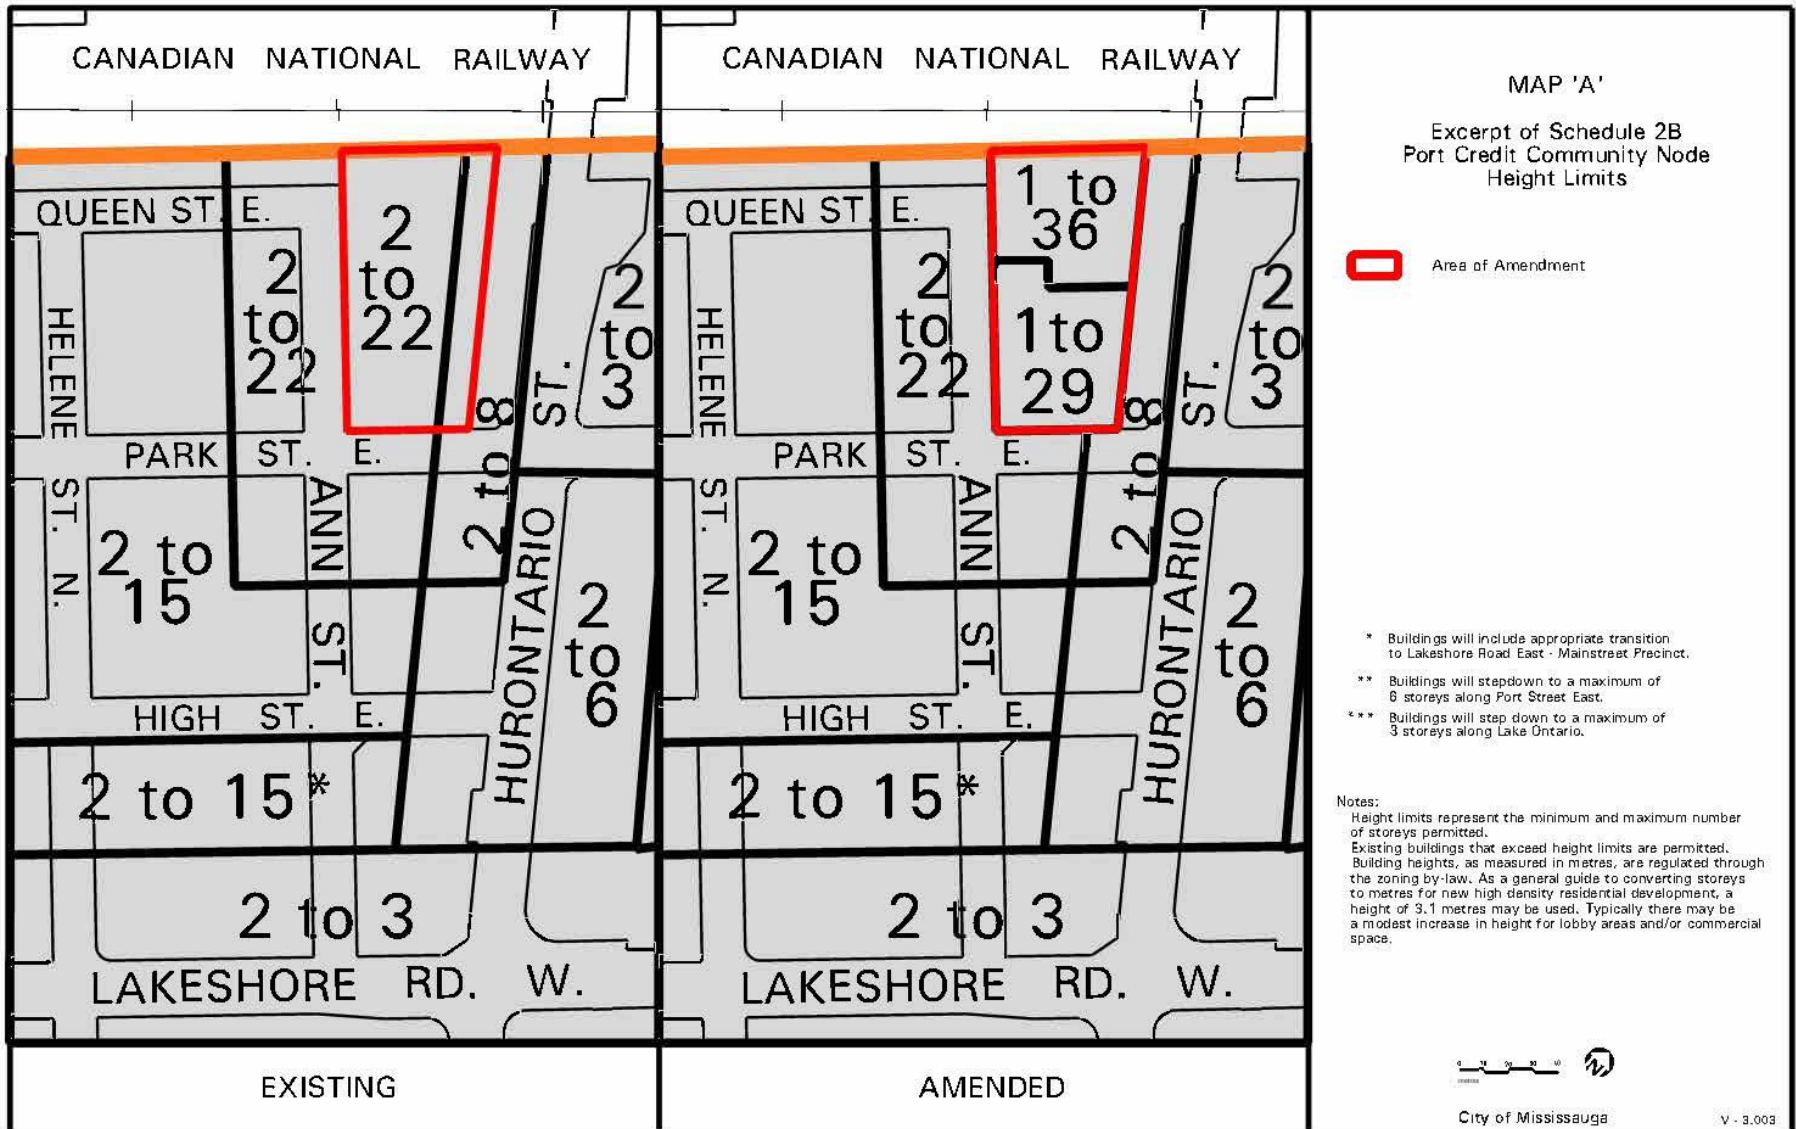 CANADIAN NATIONAL RAILWAY
QUEEN ST. E.
2
to
22
2
to
22
2
to
3
HELENE ST. N.
PARK ST. E.
2 to 8
ST.
ANN ST.
2 to
15
HURONTARIO
2
to
6
HIGH ST. E.
2 to 15*
2 to 3
LAKESHORE RD. W.
EXISTING
CANADIAN NATIONAL RAILWAY
QUEEN ST. E.
1 to
36
1 to
29
2
to
22
2
to
3
HELENE ST. N.
PARK ST. E.
2 to 8
ST.
ANN ST.
2 to
15
HURONTARIO
2
to
6
HIGH ST. E.
2 to 15*
2 to 3
LAKESHORE RD. W.
AMENDED
MAP 'A'
Excerpt of Schedule 2B
Port Credit Community Node
Height Limits
Area of Amendment
* Buildings will include appropriate transition
to Lakeshore Road East - Mainstreet Precinct.
** Buildings will stepdown to a maximum of
6 storeys along Port Street East.
*** Buildings will step down to a maximum of
3 storeys along Lake Ontario.
Notes:
Height limits represent the minimum and maximum number
of storeys permitted.
Existing buildings that exceed height limits are permitted.
Building heights, as measured in metres, are regulated through
the zoning by-law. As a general guide to converting storeys
to metres for new high density residential development, a
height of 3.1 metres may be used. Typically there may be
a modest increase in height for lobby areas and/or commercial
space.
N
City of Mississauga
V - 3.003